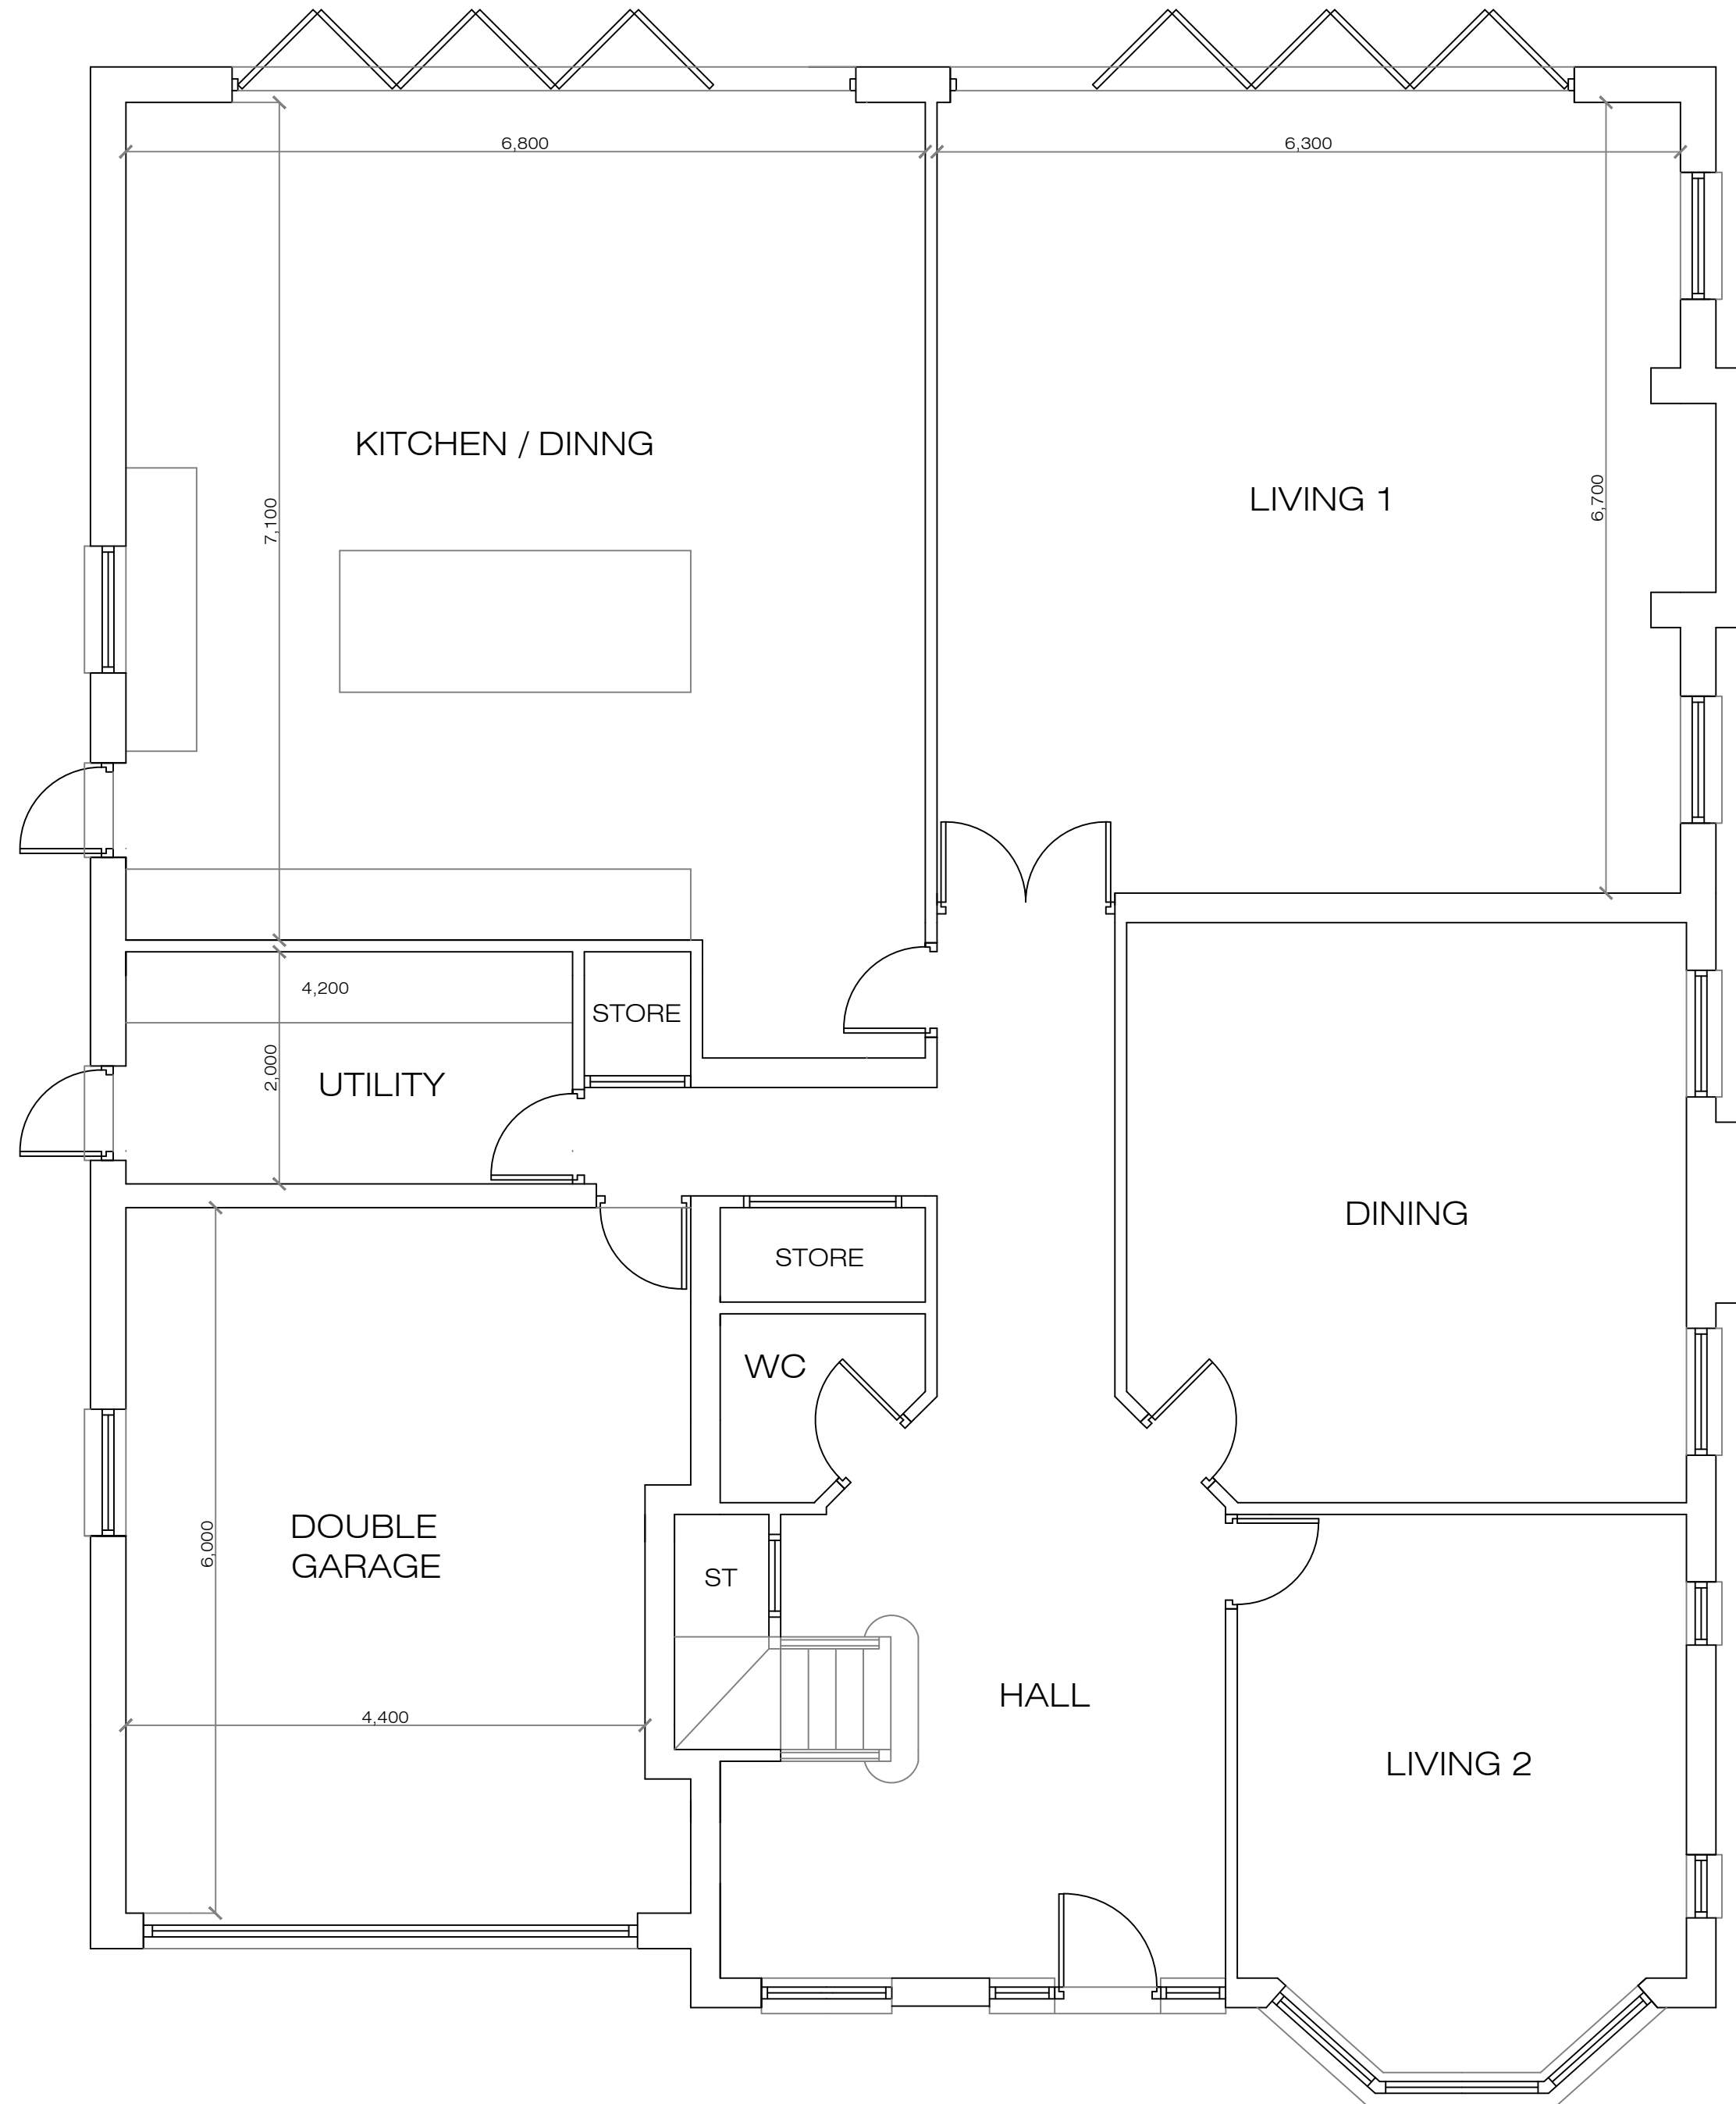 6,800
6,300
KITCHEN / DINNG
LIVING 1
7,100
6,700
4,200
STORE
2,000
UTILITY
DINING
STORE
WC
DOUBLE
GARAGE
6,000
ST
HALL
4,400
LIVING 2